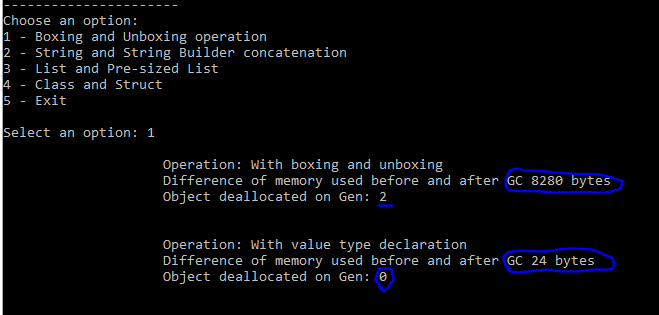 ----------------------
Choose an option:
1 - Boxing and Unboxing operation
2 - String and String Builder concatenation
3 - List and Pre-sized List
4 - Class and Struct
5 - Exit
Select an option: 1
Operation: With boxing and unboxing
Difference of memory used before and after GC 8280 bytes
Object deallocated on Gen: 2
Operation: With value type declaration
Difference of memory used before and after GC 24 bytes
Object deallocated on Gen: 0